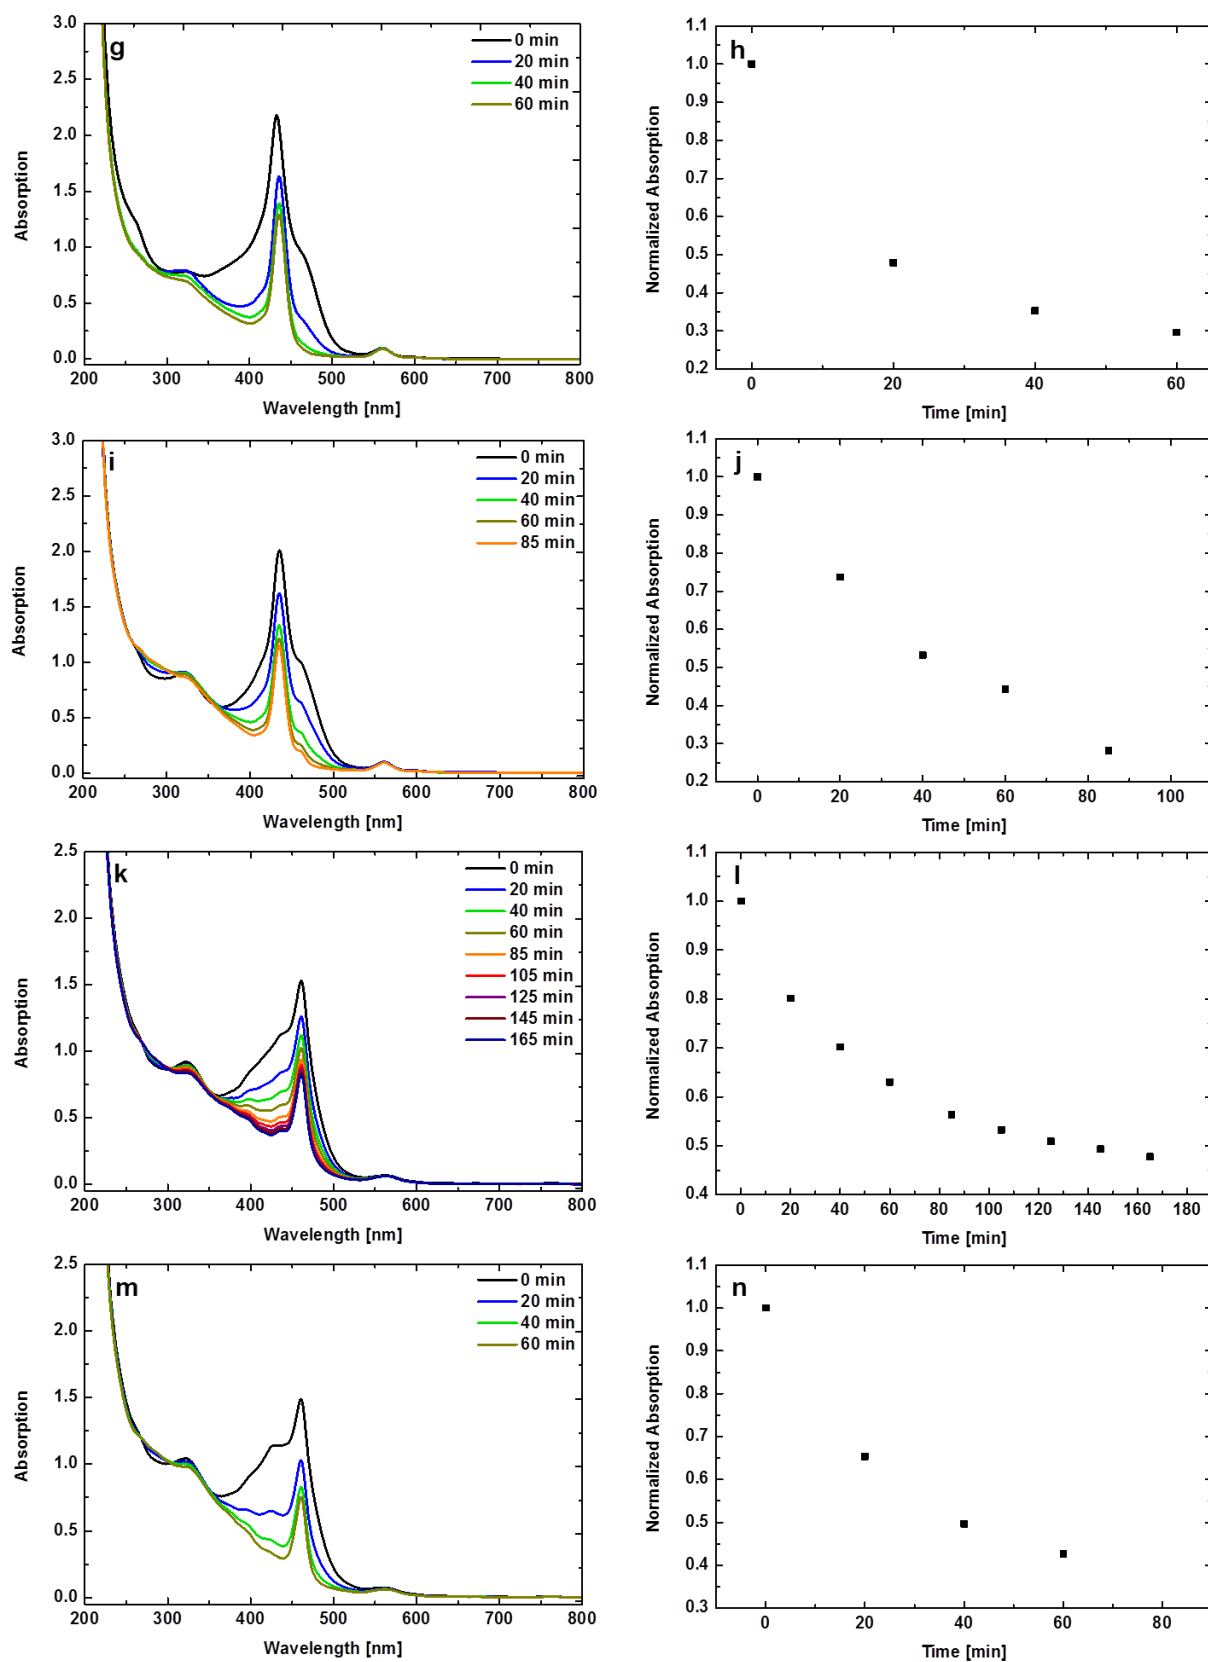 g
0 min
20 min
40 min
60 min
3.0
2.5
2.0
1.5
1.0
0.5
0.0
Absorption
200 300 400 500 600 700 800
Wavelength [nm]
h
1.1
1.0
0.9
0.8
0.7
0.6
0.5
0.4
0.3
0.2
Normalized Absorption
0 20 40 60
Time [min]
i
0 min
20 min
40 min
60 min
85 min
3.0
2.5
2.0
1.5
1.0
0.5
0.0
Absorption
200 300 400 500 600 700 800
Wavelength [nm]
j
1.1
1.0
0.9
0.8
0.7
0.6
0.5
0.4
0.3
0.2
Normalized Absorption
0 20 40 60 80 100
Time [min]
k
0 min
20 min
40 min
60 min
85 min
105 min
125 min
145 min
165 min
2.5
2.0
1.5
1.0
0.5
0.0
Absorption
200 300 400 500 600 700 800
Wavelength [nm]
l
1.1
1.0
0.9
0.8
0.7
0.6
0.5
0.4
Normalized Absorption
0 20 40 60 80 100 120 140 160 180
Time [min]
m
0 min
20 min
40 min
60 min
2.5
2.0
1.5
1.0
0.5
0.0
Absorption
200 300 400 500 600 700 800
Wavelength [nm]
n
1.1
1.0
0.9
0.8
0.7
0.6
0.5
0.4
0.3
Normalized Absorption
0 20 40 60 80
Time [min]